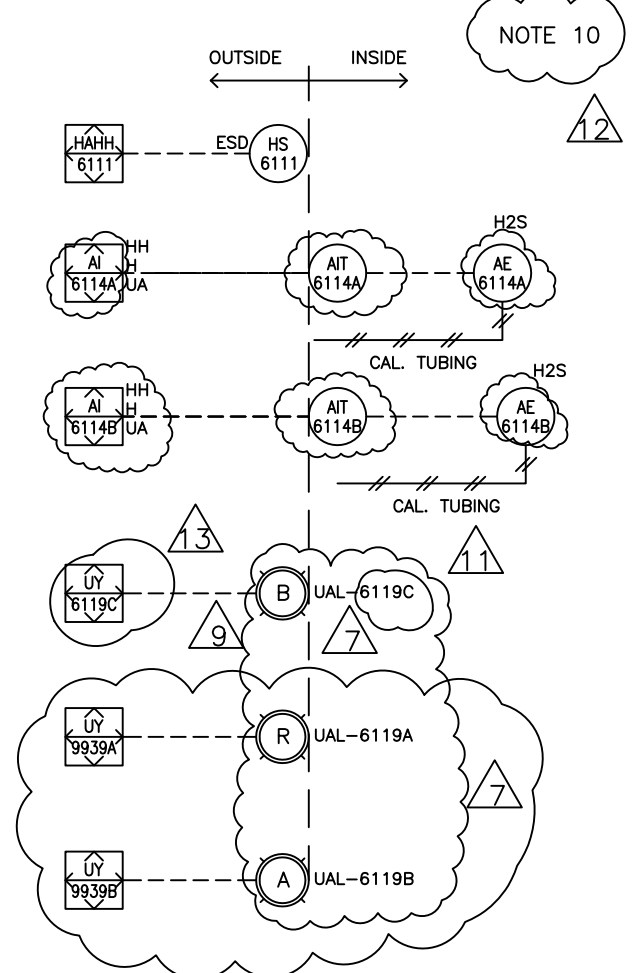 NOTE 10
OUTSIDE INSIDE
12
HAHH
6111
ESD
HS
6111
H2S
HH
AI
H
6114A
UA
AIT
6114A
AE
6114A
CAL. TUBING
H2S
HH
AI
H
6114B
UA
AIT
6114B
AE
6114B
CAL. TUBING
13
11
UY
6119C
B
UAL-6119C
9
7
UY
9939A
R
UAL-6119A
7
UY
9939B
A
UAL-6119B